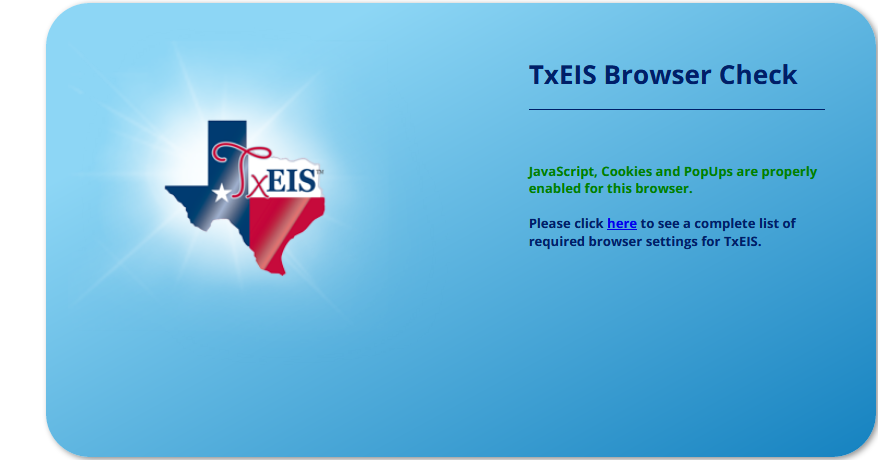 TxEIS Browser Check
TxEIS™
JavaScript, Cookies and PopUps are properly
enabled for this browser.
Please click here to see a complete list of
required browser settings for TxEIS.